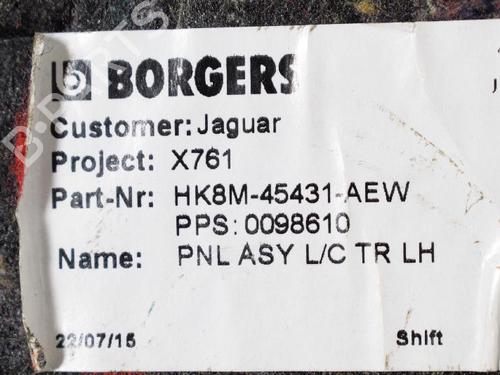 BORGERS
Customer: Jaguar
Project: X761
Part-Nr: HK8M-45431-AEW
PPS: 0098610
Name: PNL ASY L/C TR LH
22/07/15 Shift